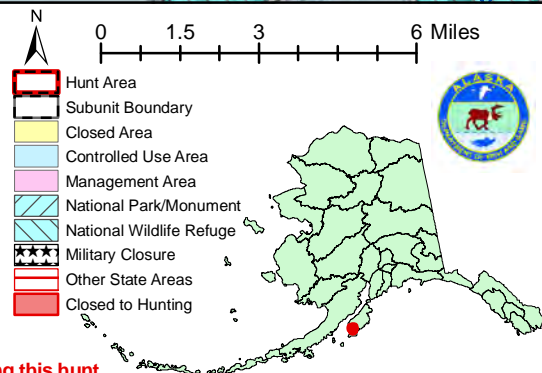 N
0 1.5 3 6 Miles
Hunt Area
Subunit Boundary
Closed Area
Controlled Use Area
Management Area
National Park/Monument
National Wildlife Refuge
Military Closure
Other State Areas
Closed to Hunting
ALASKA
this hunt